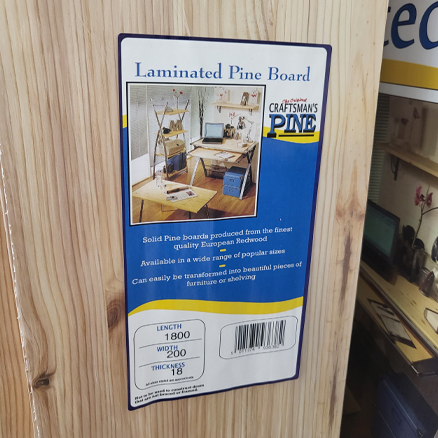 Laminated Pine Board
CRAFTSMAN'S
PINE
Solid Pine boards produced from the finest
quality European Redwood
Available in a wide range of popular sizes
Can easily be transformed into beautiful pieces of
furniture or shelving
LENGTH
1800
WIDTH
200
THICKNESS
18
ed